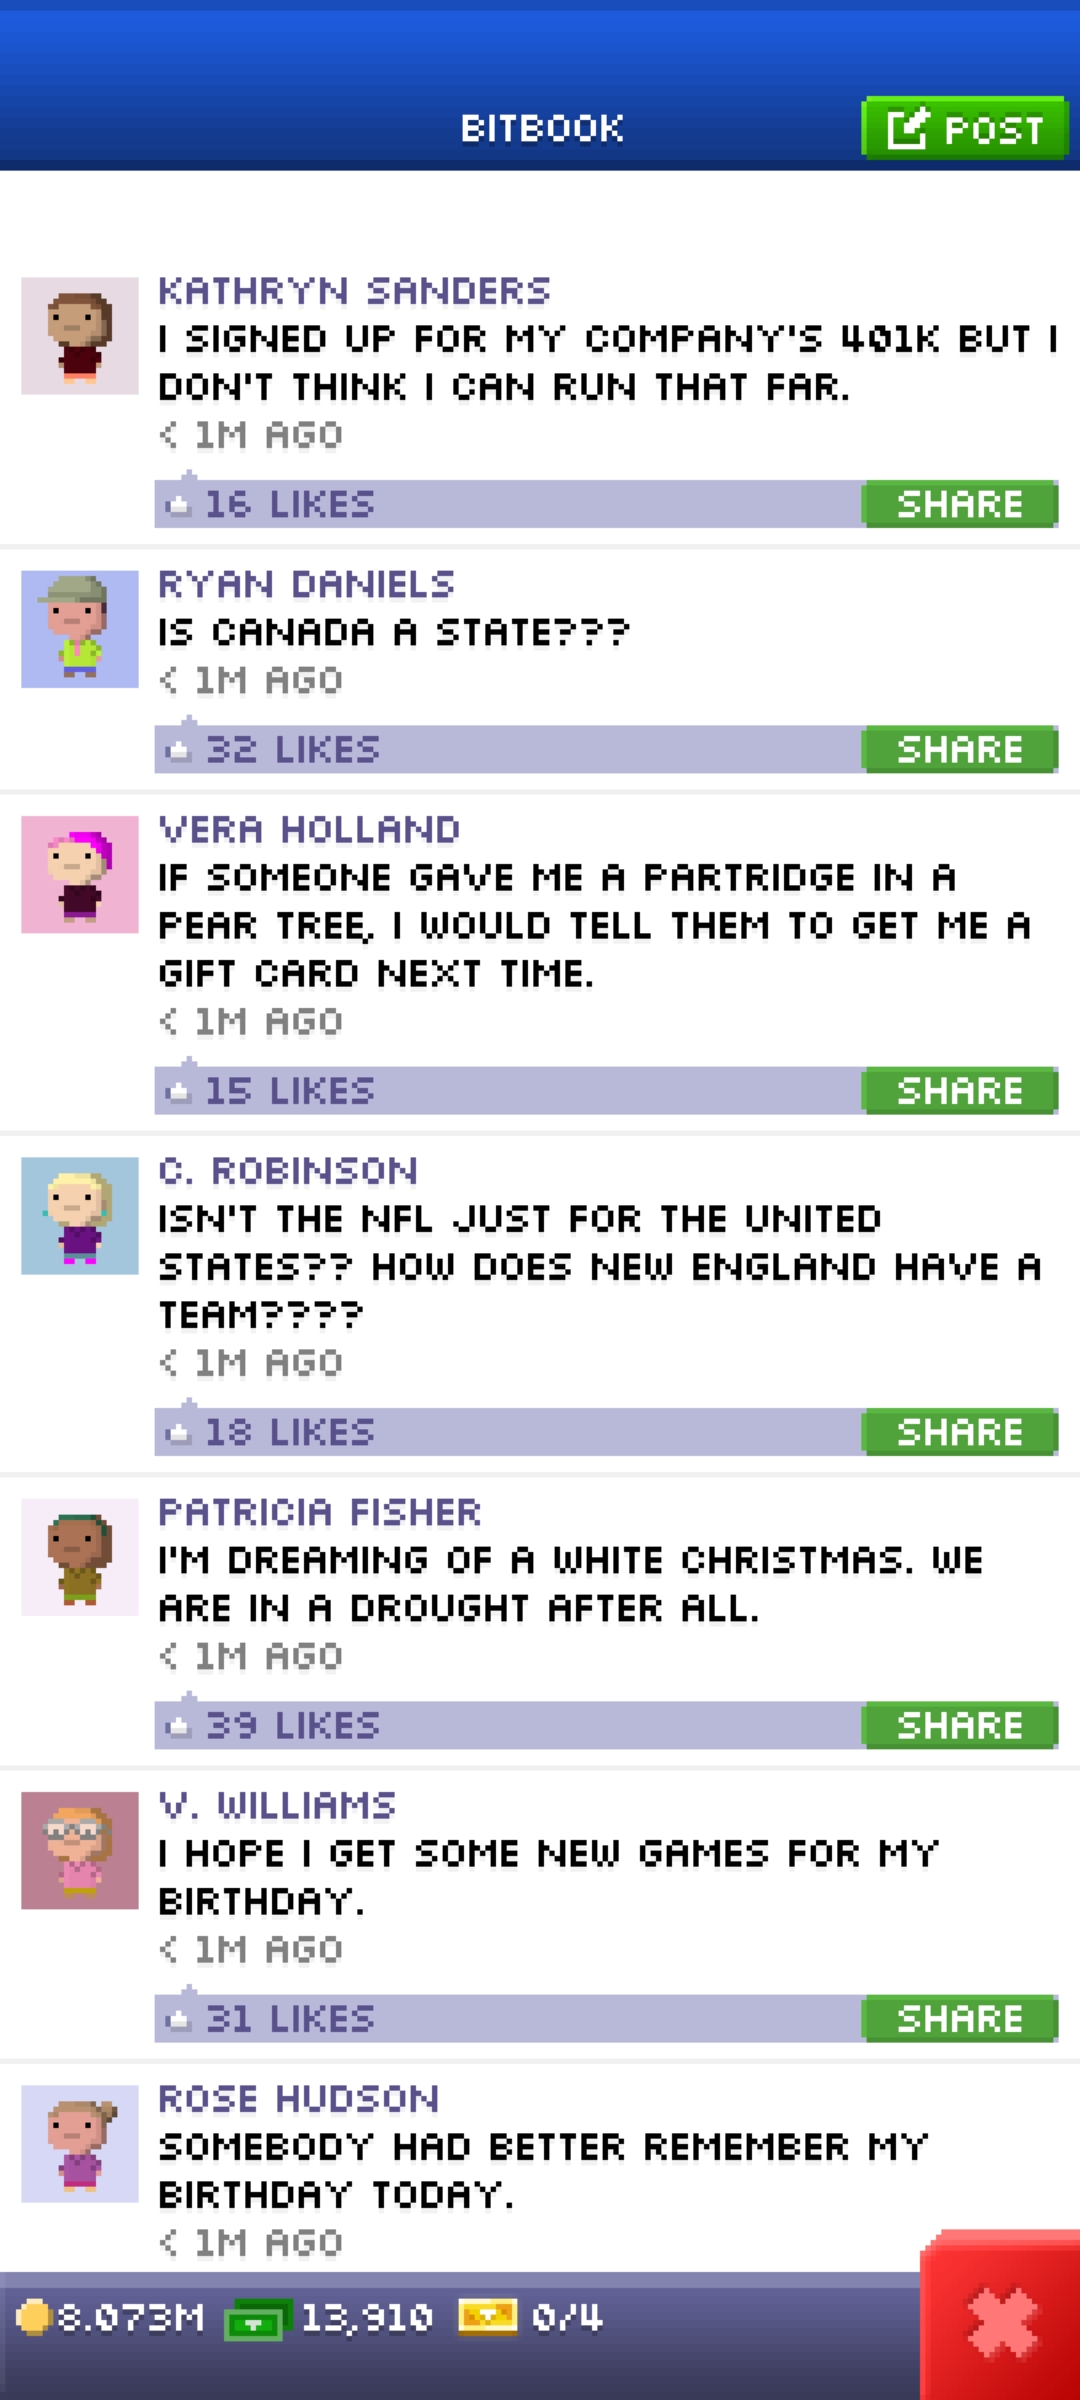 BITBOOK
POST
KATHRYN SANDERS
I SIGNED UP FOR MY COMPANY'S 401K BUT I
DON'T THINK I CAN RUN THAT FAR.
< 1M AGO
16 LIKES
SHARE
RYAN DANIELS
IS CANADA A STATE???
< 1M AGO
32 LIKES
SHARE
VERA HOLLAND
IF SOMEONE GAVE ME A PARTRIDGE IN A
PEAR TREE, I WOULD TELL THEM TO GET ME A
GIFT CARD NEXT TIME.
< 1M AGO
15 LIKES
SHARE
C. ROBINSON
ISN'T THE NFL JUST FOR THE UNITED
STATES?? HOW DOES NEW ENGLAND HAVE A
TEAM????
< 1M AGO
18 LIKES
SHARE
PATRICIA FISHER
I'M DREAMING OF A WHITE CHRISTMAS. WE
ARE IN A DROUGHT AFTER ALL.
< 1M AGO
39 LIKES
SHARE
V. WILLIAMS
I HOPE I GET SOME NEW GAMES FOR MY
BIRTHDAY.
< 1M AGO
31 LIKES
SHARE
ROSE HUDSON
SOMEBODY HAD BETTER REMEMBER MY
BIRTHDAY TODAY.
< 1M AGO
8.073M 13,910 0/4